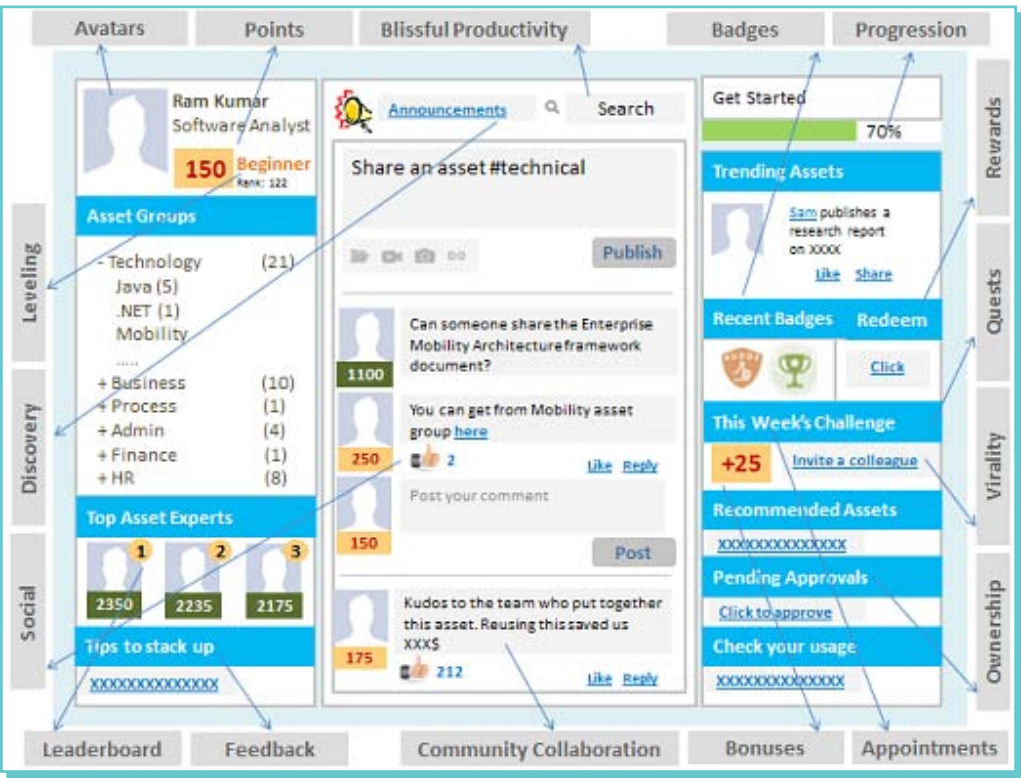 Avatars
Points
Blissful Productivity
Badges
Progression
Rewards
Quests
Virality
Ownership
Leveling
Discovery
Social
Ram Kumar
Software Analyst
150
Beginner
Rank: 122
Asset Groups
- Technology (21)
Java (5)
.NET (1)
Mobility
.....
+ Business (10)
+ Process (1)
+ Admin (4)
+ Finance (1)
+ HR (8)
Top Asset Experts
1 2 3
2350 2235 2175
Tips to stack up
XXXXXXXXXXXXXX
Announcements
Search
Share an asset #technical
Publish
Can someone share the Enterprise
Mobility Architecture framework
document?
1100
You can get from Mobility asset
group here
250
2
Like Reply
Post your comment
150
Post
Kudos to the team who put together
this asset. Reusing this saved us
XXX$
175
212
Like Reply
Get Started
70%
Trending Assets
Sam publishes a
research report
on XXXX
Like Share
Recent Badges Redeem
Click
This Week's Challenge
+25 Invite a colleague
Recommended Assets
XXXXXXXXXXXXXX
Pending Approvals
Click to approve
Check your usage
XXXXXXXXXXXXXX
Leaderboard
Feedback
Community Collaboration
Bonuses
Appointments